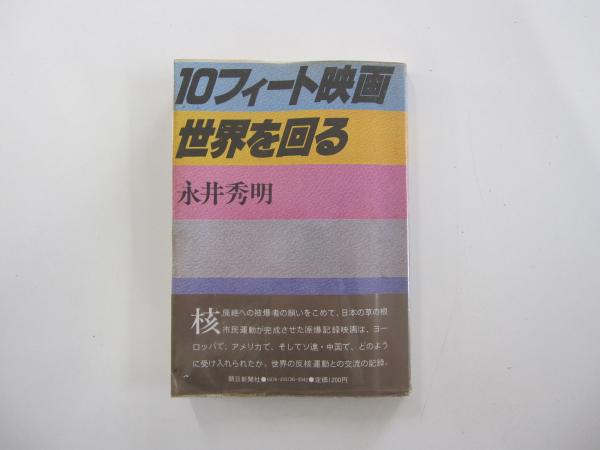 10フィート映画
世界を回る
永井秀明
核廃絶への被爆者の願いをこめて、日本の草の根
市民運動が完成させた原爆記録映画は、ヨー
ロッパで、アメリカで、そしてソ連・中国で、どのよう
に受け入れられたか。世界の反核運動との交流の記録。
朝日新聞社●定価1200円